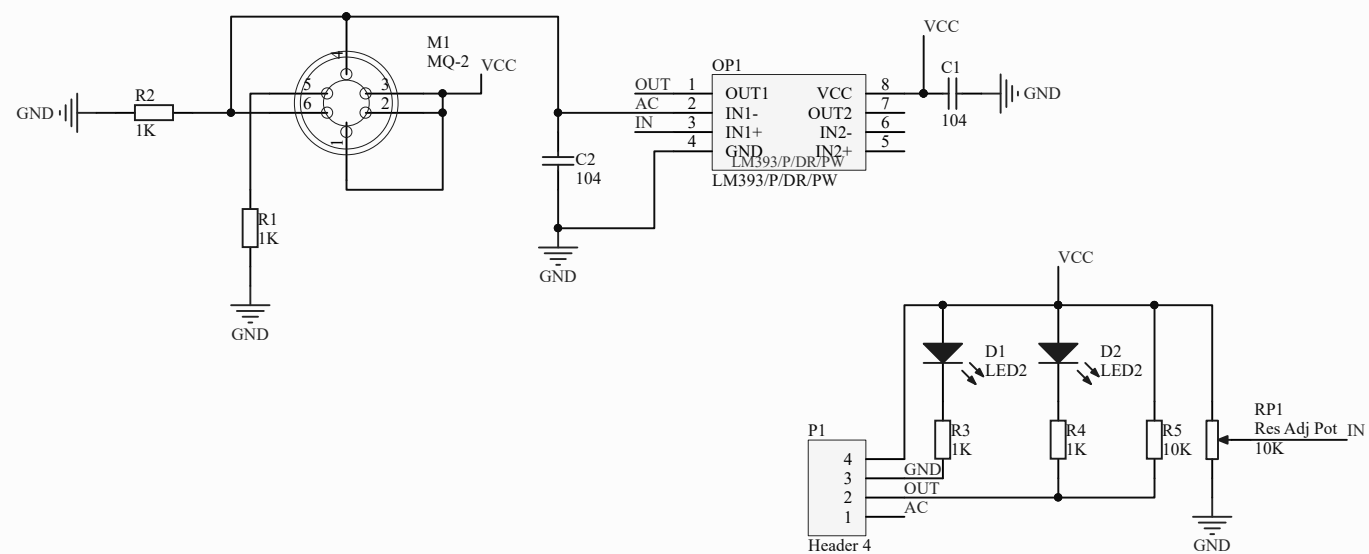 GND
R2
1K
4
5
6
3
2
1
M1
MQ-2
VCC
R1
1K
GND
C2
104
GND
OP1
OUT 1 OUT1 VCC 8
AC 2 IN1- OUT2 7
IN 3 IN1+ IN2- 6
4 GND IN2+ 5
LM393/P/DR/PW
LM393/P/DR/PW
VCC
C1
104
GND
VCC
D1
LED2
D2
LED2
R3
1K
R4
1K
R5
10K
RP1
Res Adj Pot
10K
IN
GND
P1
4
3 GND
2 OUT
1 AC
Header 4